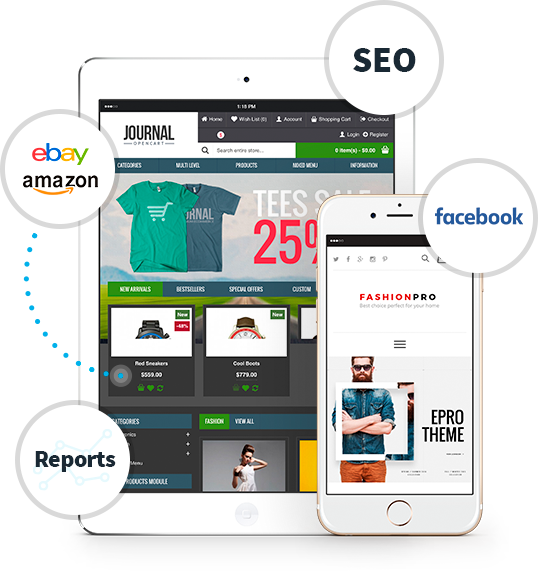 SEO
ebay
amazon
facebook
Reports
1:18 PM
JOURNAL
OPENCART
Home
Wish List (0)
Account
Shopping Cart
Checkout
Login
Register
Search entire store...
0 item(s) - $0.00
CATEGORIES
MULTI LEVEL
PRODUCTS
MIXED MENU
INFORMATION
TEES SALE
25%
NEW ARRIVALS
BESTSELLERS
SPECIAL OFFERS
CUSTOM
New
-48%
Red Sneakers
$559.00
New
Cool Boots
$779.00
CATEGORIES
Menu
PRODUCTS MODULE
FASHION
VIEW ALL
FASHIONPRO
Best choice perfect for your home
EPRO
THEME